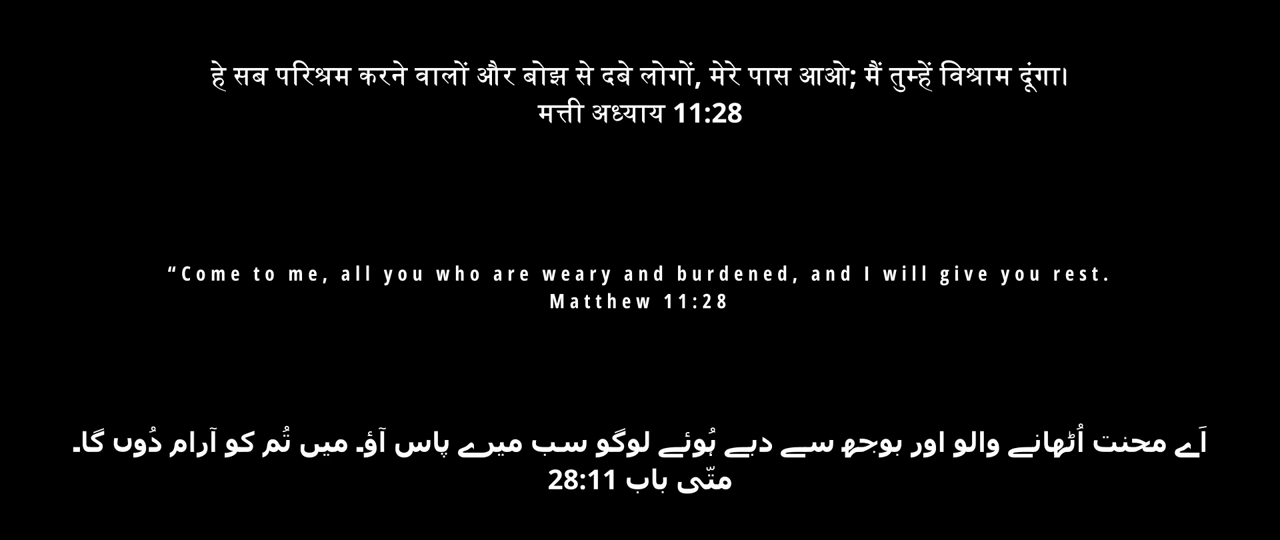 हे सब परिश्रम करने वालों और बोझ से दबे लोगों, मेरे पास आओ; मैं तुम्हें विश्राम दूंगा।
मत्ती अध्याय 11:28
“Come to me, all you who are weary and burdened, and I will give you rest.
Matthew 11:28
اَے محنت اُٹھانے والو اور بوجھ سے دبے ہُوئے لوگو سب میرے پاس آؤ۔ میں تُم کو آرام دُوں گا۔
متّی باب 28:11